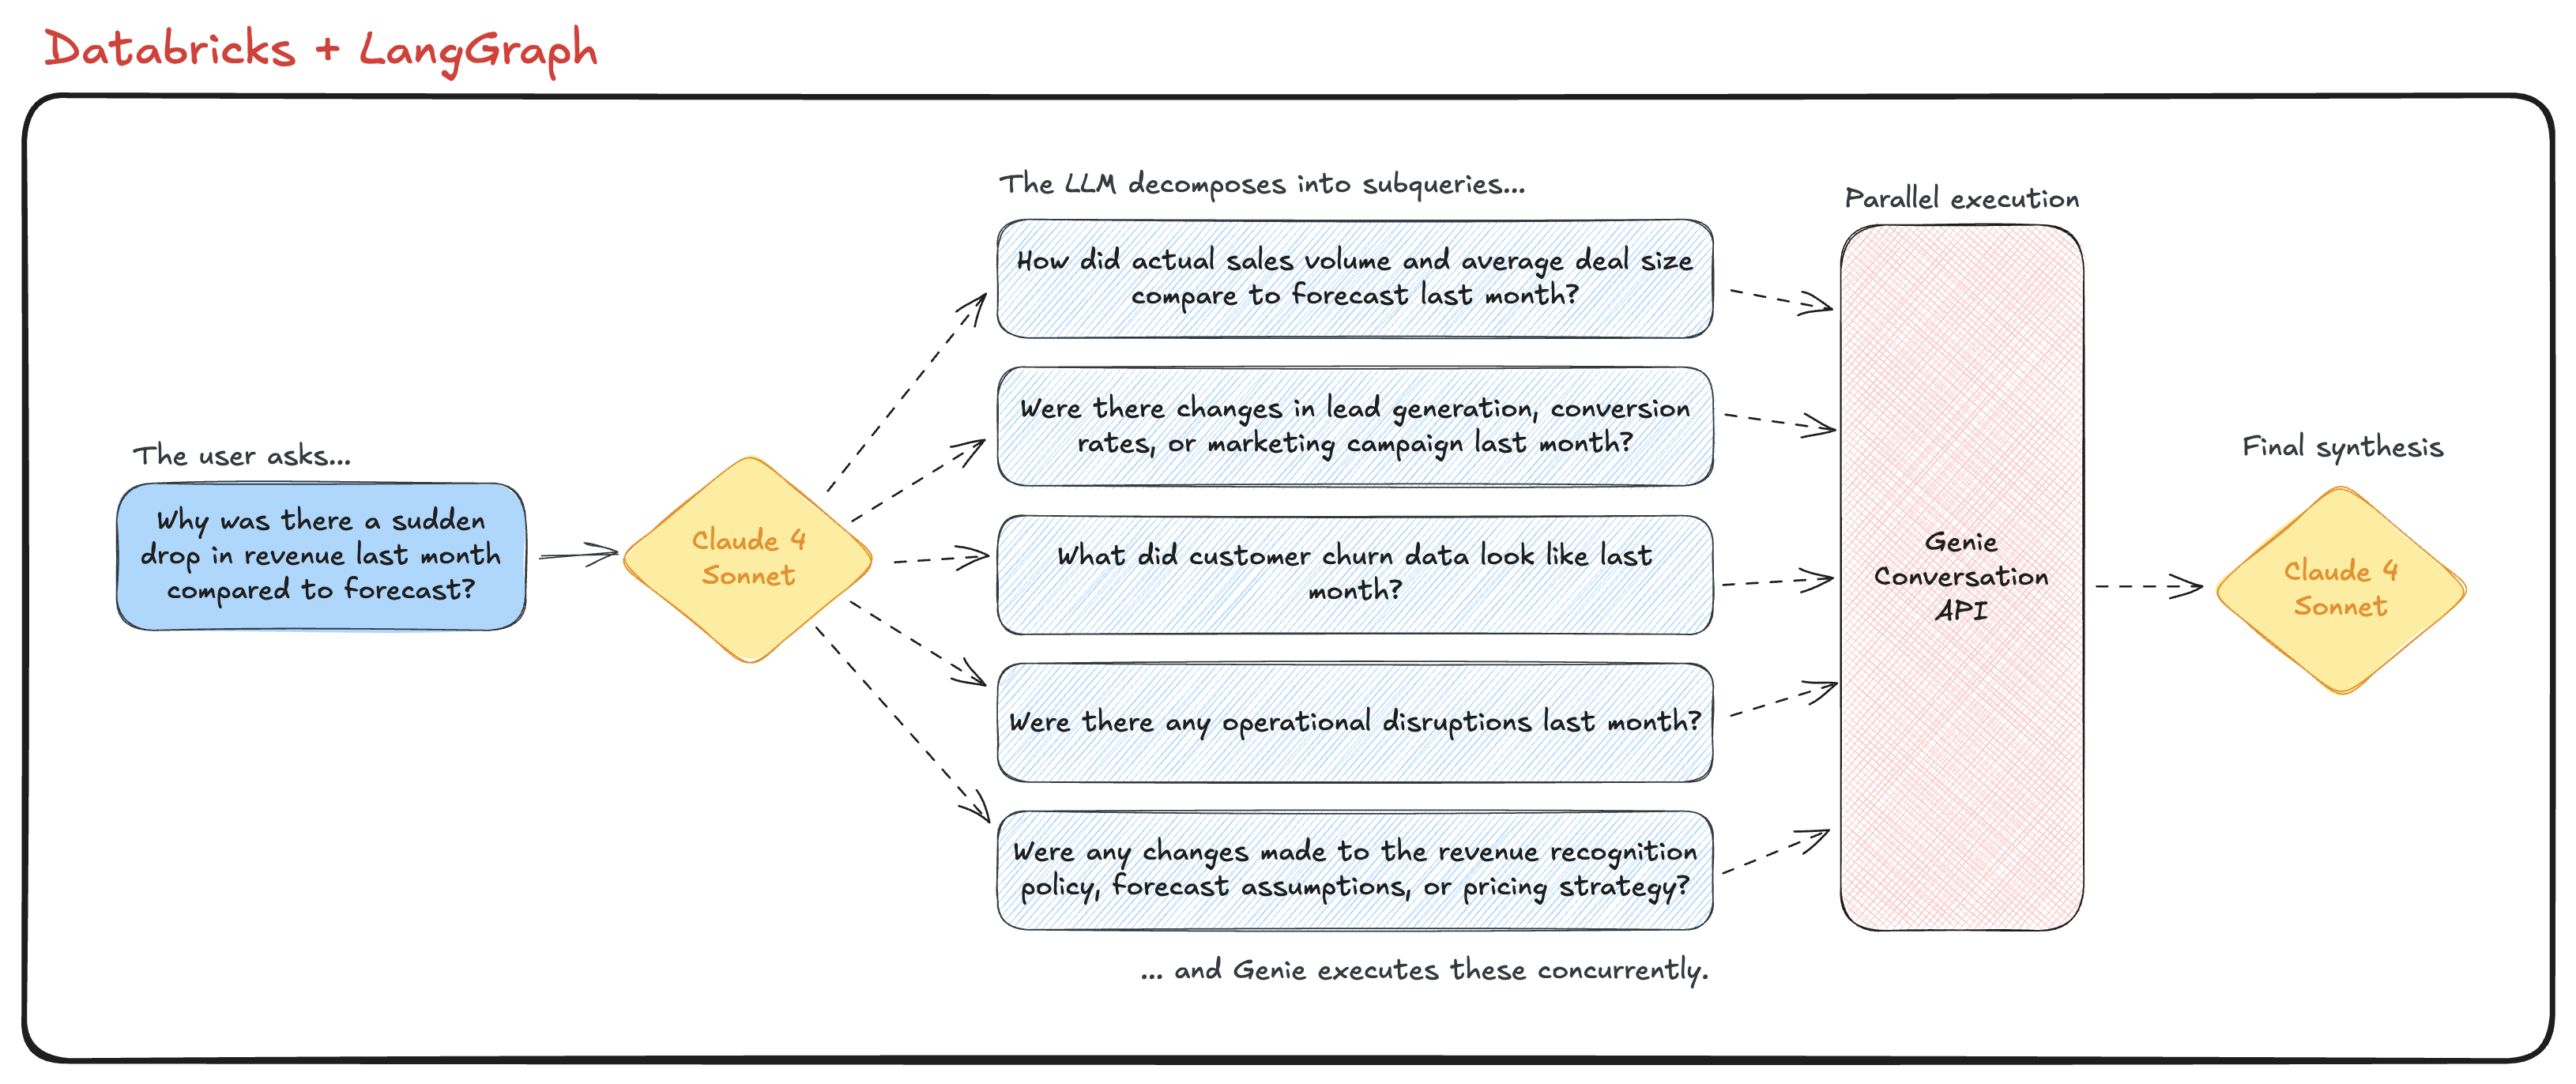 Databricks + LangGraph
The user asks...
Why was there a sudden
drop in revenue last month
compared to forecast?
Claude 4
Sonnet
The LLM decomposes into subqueries...
How did actual sales volume and average deal size
compare to forecast last month?
Were there changes in lead generation, conversion
rates, or marketing campaign last month?
What did customer churn data look like last
month?
Were there any operational disruptions last month?
Were any changes made to the revenue recognition
policy, forecast assumptions, or pricing strategy?
... and Genie executes these concurrently.
Parallel execution
Genie
Conversation
API
Final synthesis
Claude 4
Sonnet